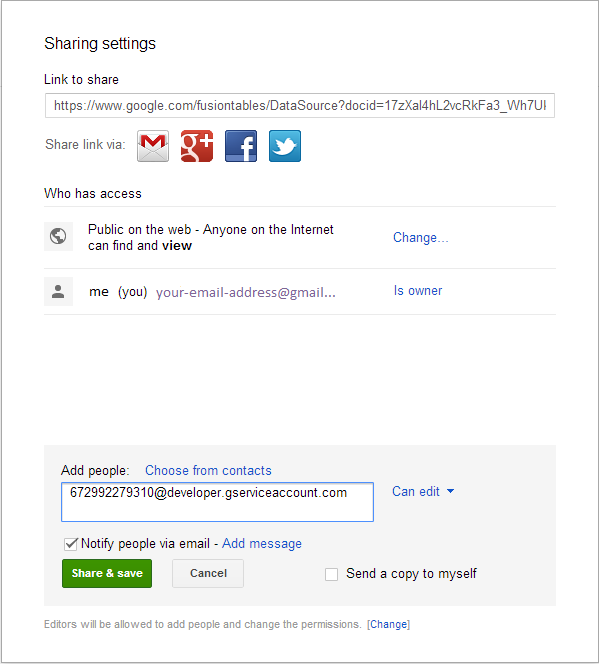 Sharing settings
Link to share
https://www.google.com/fusiontables/DataSource?docid=17zXal4hL2vcRkFa3_Wh7Ul
Share link via:
g+
f
Who has access
Public on the web - Anyone on the Internet
can find and view
Change...
me (you) your-email-address@gmail...
Is owner
Add people: Choose from contacts
672992279310@developer.gserviceaccount.com
Can edit
Notify people via email - Add message
Share & save
Cancel
Send a copy to myself
Editors will be allowed to add people and change the permissions. [Change]